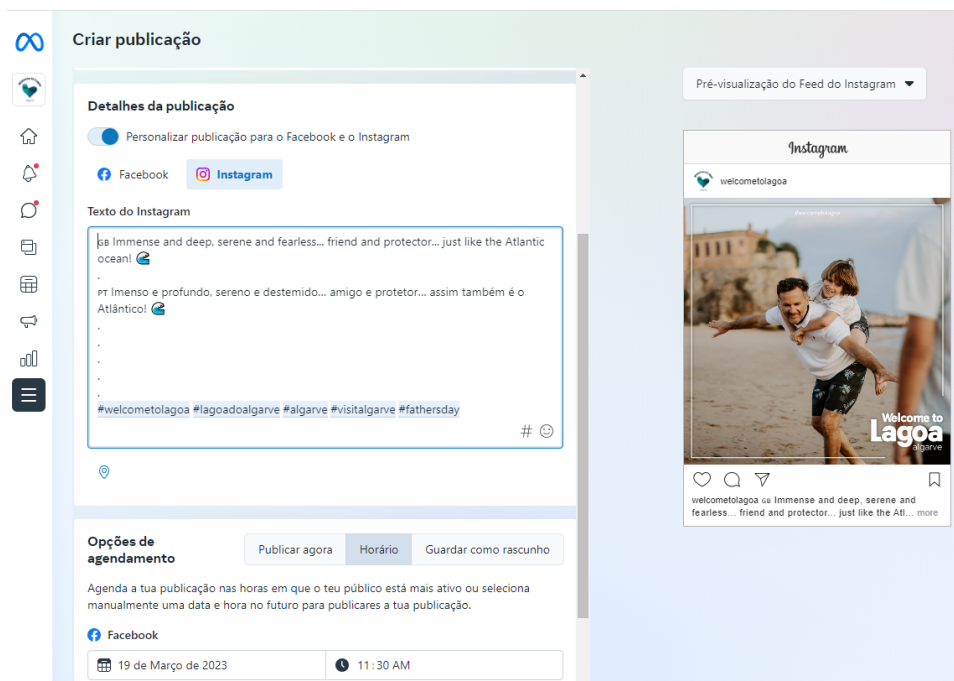 Criar publicação
Pré-visualização do Feed do Instagram
Detalhes da publicação
Personalizar publicação para o Facebook e o Instagram
Facebook
Instagram
Texto do Instagram
GB Immense and deep, serene and fearless... friend and protector... just like the Atlantic
ocean! 🌊
.
PT Imenso e profundo, sereno e destemido... amigo e protetor... assim também é o
Atlântico! 🌊
.
.
.
.
.
#welcometolagoa #lagoadoalgarve #algarve #visitalgarve #fathersday
#
Opções de
agendamento
Publicar agora
Horário
Guardar como rascunho
Agenda a tua publicação nas horas em que o teu público está mais ativo ou seleciona
manualmente uma data e hora no futuro para publicares a tua publicação.
Facebook
19 de Março de 2023
11:30 AM
Instagram
welcometolagoa
#welcometolagoa
Welcome to
Lagoa
algarve
welcometolagoa GB Immense and deep, serene and
fearless... friend and protector... just like the Atl... more